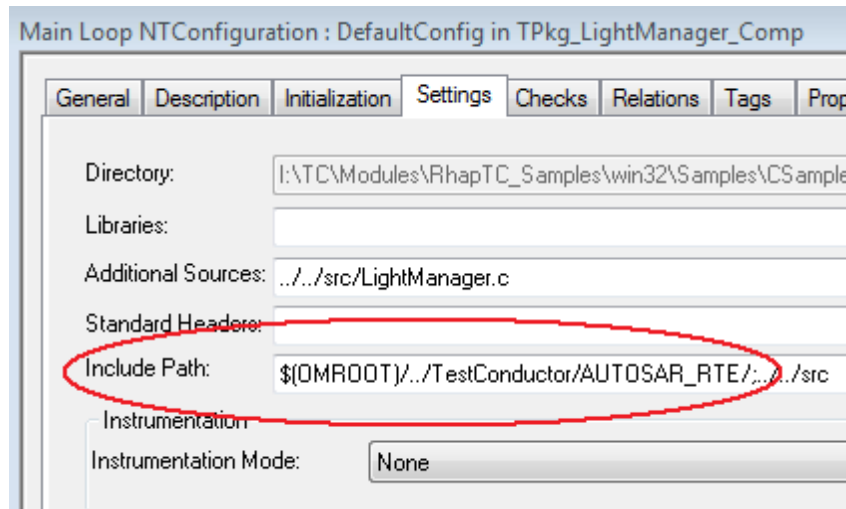 Main Loop NTConfiguration : DefaultConfig in TPkg_LightManager_Comp
General Description Initialization Settings Checks Relations Tags Prop
Directory: I:\TC\Modules\RhapTC_Samples\win32\Samples\CSample
Libraries:
Additional Sources: ../../src/LightManager.c
Standard Headers:
Include Path: $(OMROOT)/../TestConductor/AUTOSAR_RTE/;../../src
Instrumentation
Instrumentation Mode: None